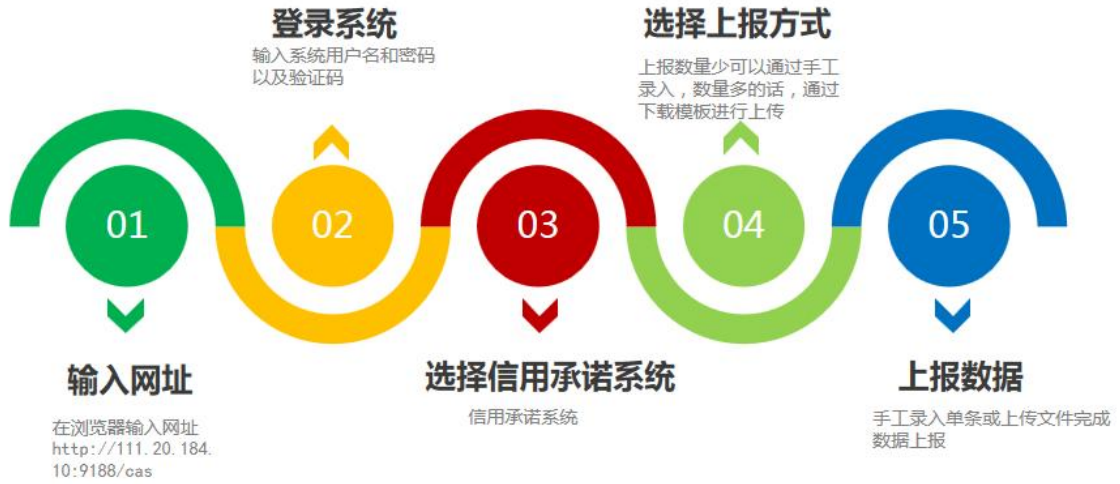 01
输入网址
在浏览器输入网址
http://111.20.184.
10:9188/cas
登录系统
输入系统用户名和密码
以及验证码
02
03
选择信用承诺系统
信用承诺系统
选择上报方式
上报数量少可以通过手工
录入，数量多的话，通过
下载模板进行上传
04
05
上报数据
手工录入单条或上传文件完成
数据上报